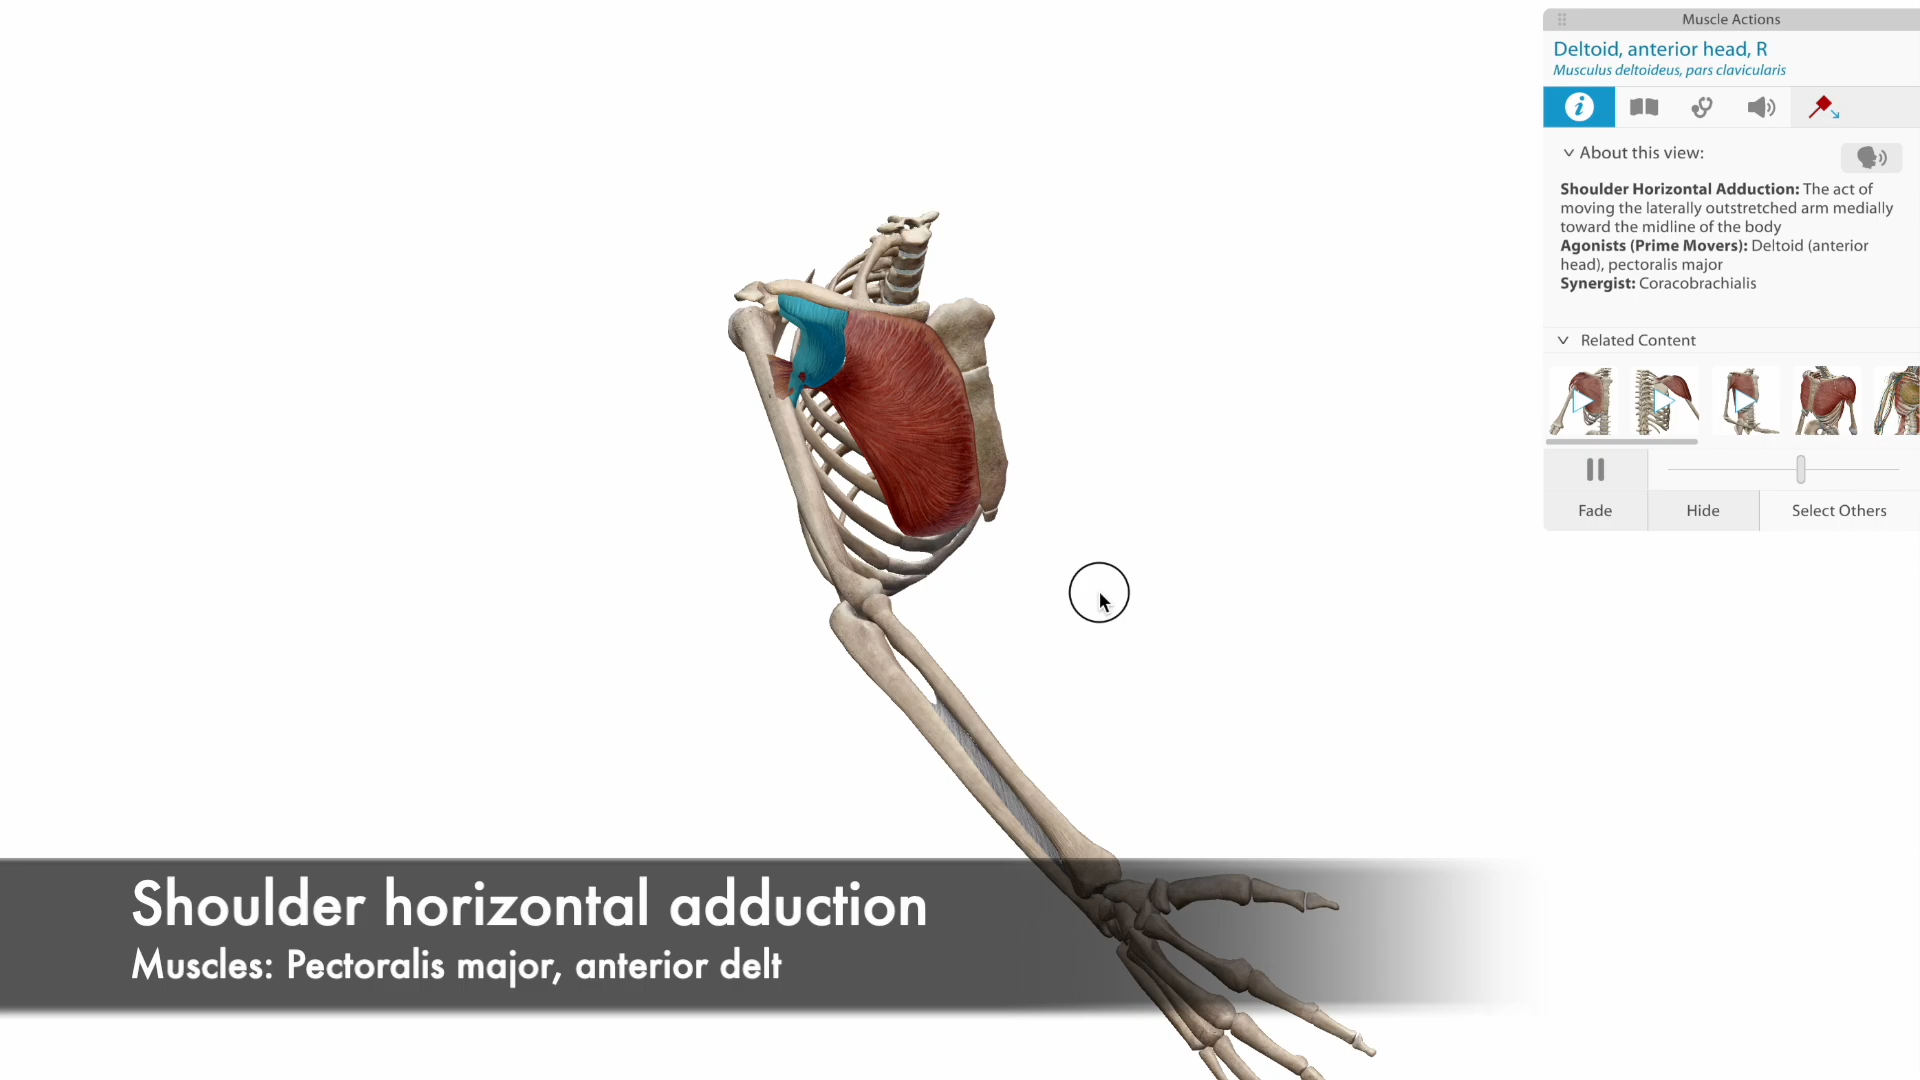 Muscle Actions
Deltoid, anterior head, R
Musculus deltoideus, pars clavicularis
About this view:
Shoulder Horizontal Adduction: The act of
moving the laterally outstretched arm medially
toward the midline of the body
Agonists (Prime Movers): Deltoid (anterior
head), pectoralis major
Synergist: Coracobrachialis
Related Content
Fade
Hide
Select Others
Shoulder horizontal adduction
Muscles: Pectoralis major, anterior delt